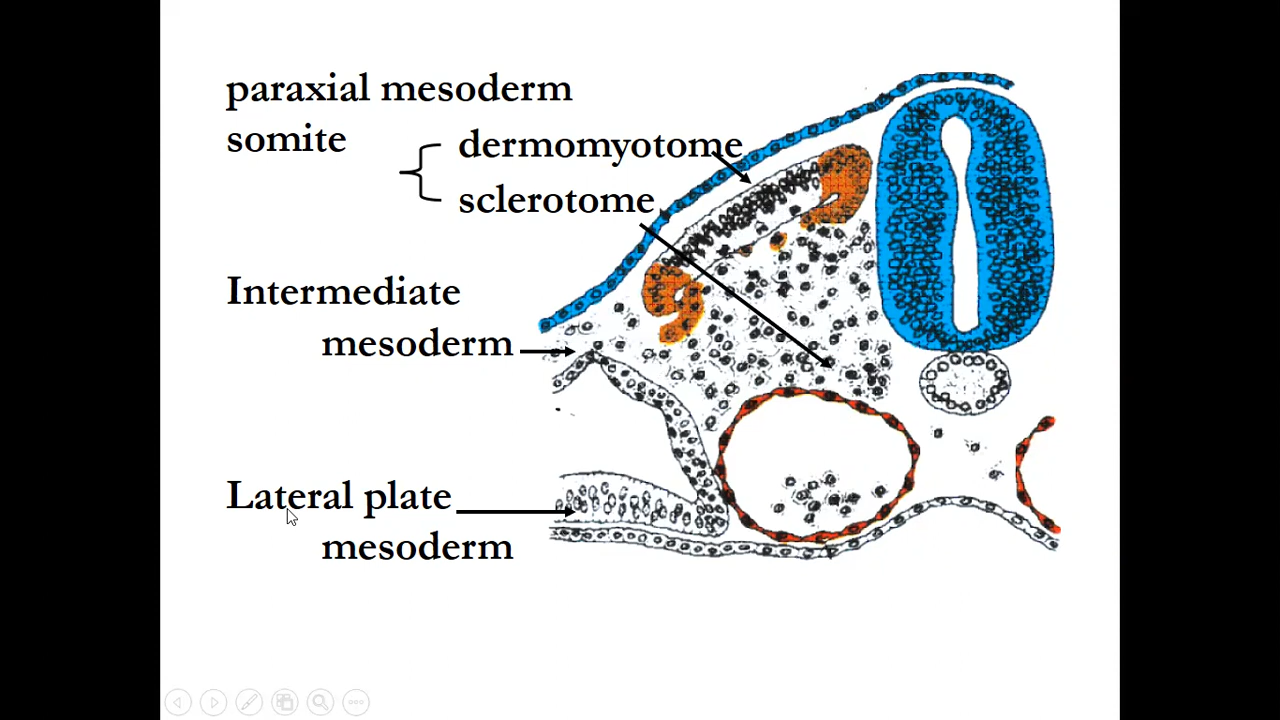 paraxial mesoderm
somite
dermomyotome
sclerotome
Intermediate
mesoderm
Lateral plate
mesoderm